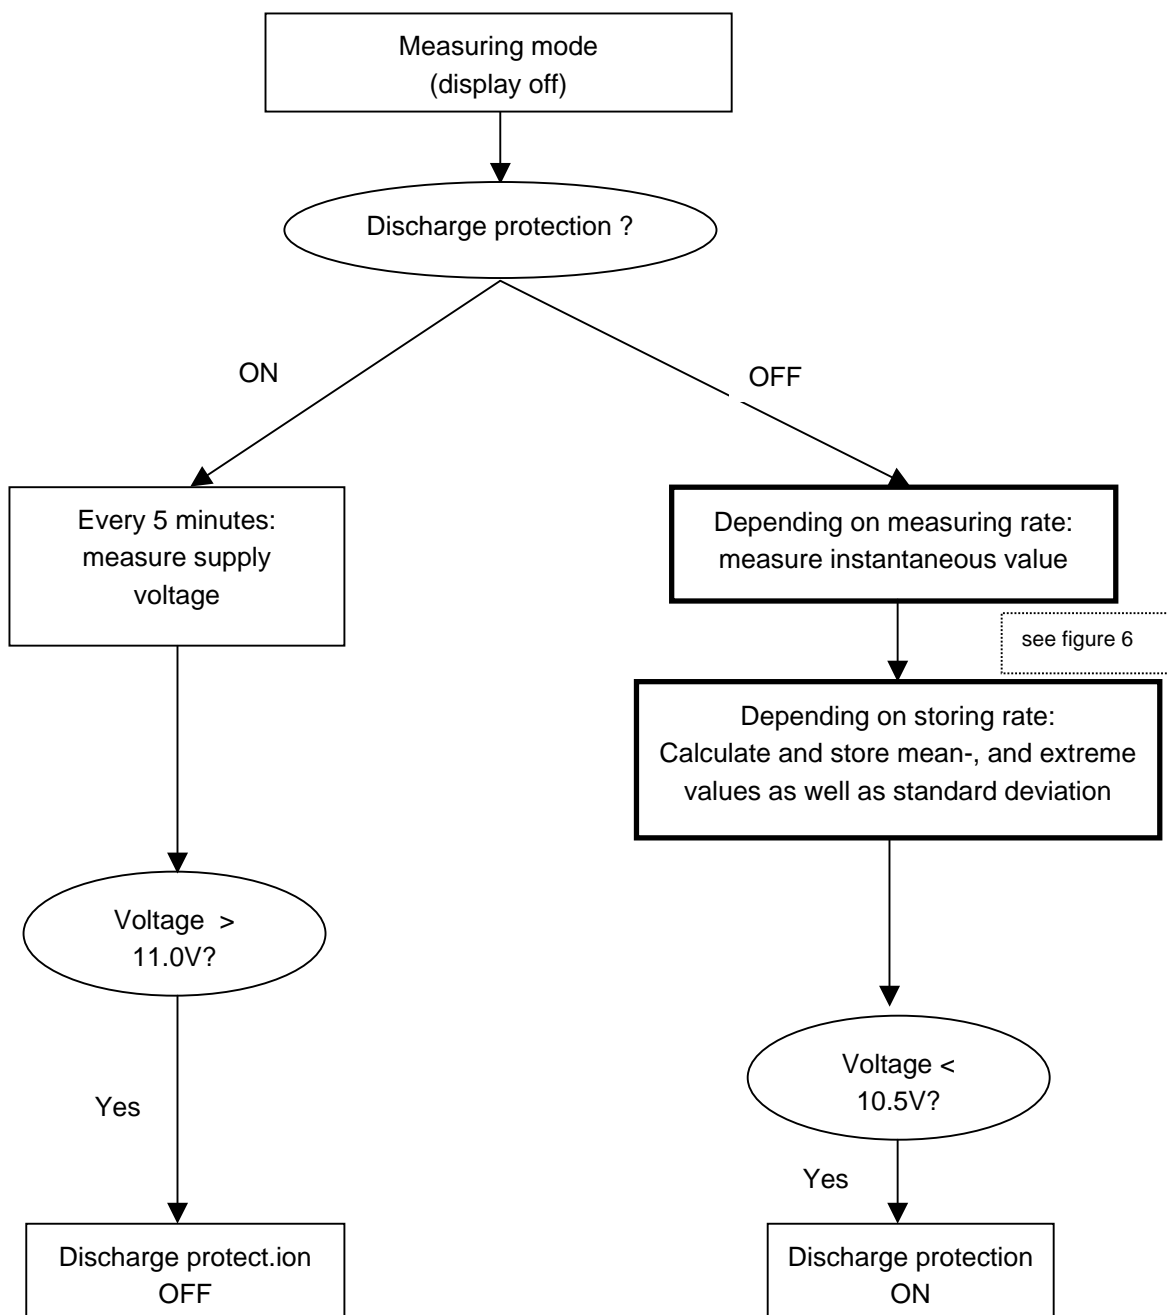 Measuring mode
(display off)
Discharge protection ?
ON
OFF
Every 5 minutes:
measure supply
voltage
Depending on measuring rate:
measure instantaneous value
see figure 6
Depending on storing rate:
Calculate and store mean-, and extreme
values as well as standard deviation
Voltage >
11.0V?
Voltage <
10.5V?
Yes
Yes
Discharge protect.ion
OFF
Discharge protection
ON